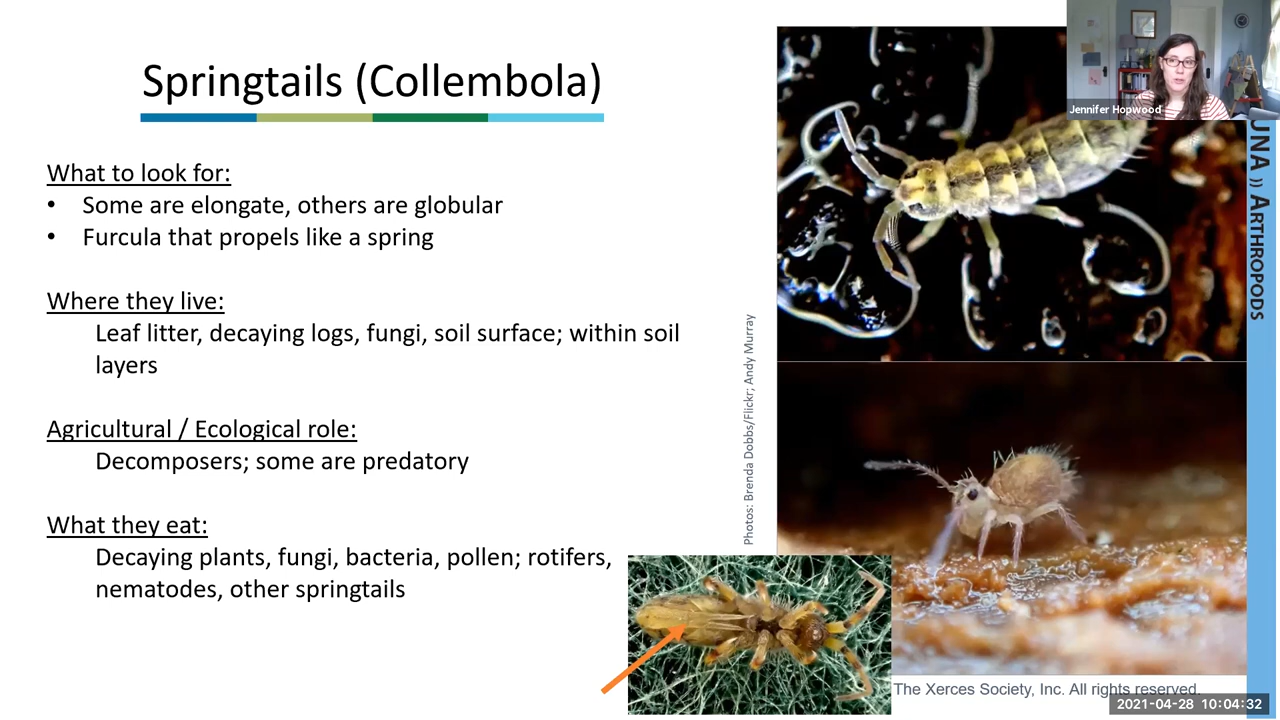 Springtails (Collembola)
What to look for:
• Some are elongate, others are globular
• Furcula that propels like a spring
Where they live:
Leaf litter, decaying logs, fungi, soil surface; within soil
layers
Agricultural / Ecological role:
Decomposers; some are predatory
What they eat:
Decaying plants, fungi, bacteria, pollen; rotifers,
nematodes, other springtails
Photos: Brenda Dobbs/Flickr; Andy Murray
Jennifer Hopwood
UNA )) ARTHROPODS
The Xerces Society, Inc. All rights reserved.
2021-04-28 10:04:32